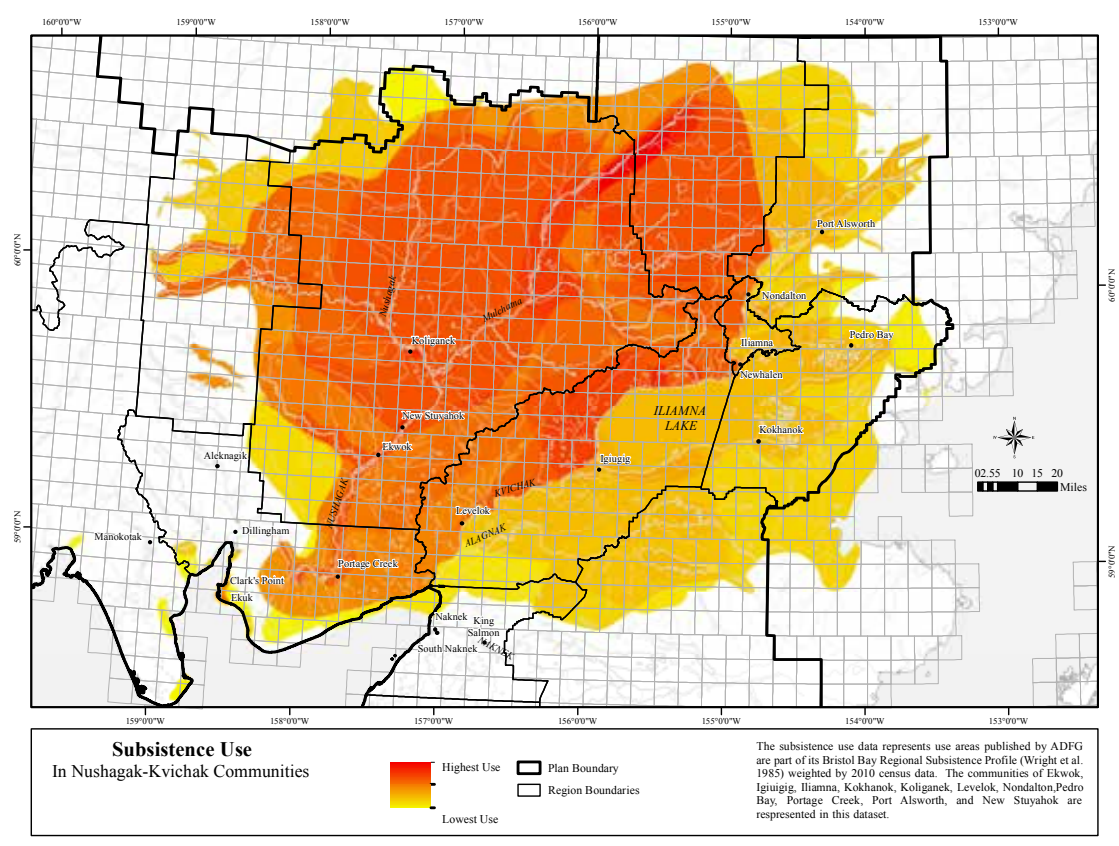 160°0'0"W 159°0'0"W 158°0'0"W 157°0'0"W 156°0'0"W 155°0'0"W 154°0'0"W 153°0'0"W
Port Alsworth
60°0'0"N
60°0'0"N
Nushagak
Nondalton
Mulchatna
Pedro Bay
Koliganek
Iliamna
Newhalen
ILIAMNA
LAKE
New Stuyahok
Kokhanok
Ekwok
Aleknagik
Igiugig
N
W E
S
02.55 10 15 20
Miles
KVICHAK
NUSHAGAK
Levelok
59°0'0"N
Dillingham
Manokotak
ALAGNAK
59°0'0"N
Portage Creek
Clark's Point
Ekuk
Naknek
King
Salmon
South Naknek
NAKNEK
159°0'0"W 158°0'0"W 157°0'0"W 156°0'0"W 155°0'0"W 154°0'0"W 153°0'0"W
Subsistence Use
In Nushagak-Kvichak Communities
Highest Use
Lowest Use
Plan Boundary
Region Boundaries
The subsistence use data represents use areas published by ADFG
are part of its Bristol Bay Regional Subsistence Profile (Wright et al.
1985) weighted by 2010 census data. The communities of Ekwok,
Igiuigig, Iliamna, Kokhanok, Koliganek, Levelok, Nondalton,Pedro
Bay, Portage Creek, Port Alsworth, and New Stuyahok are
respresented in this dataset.